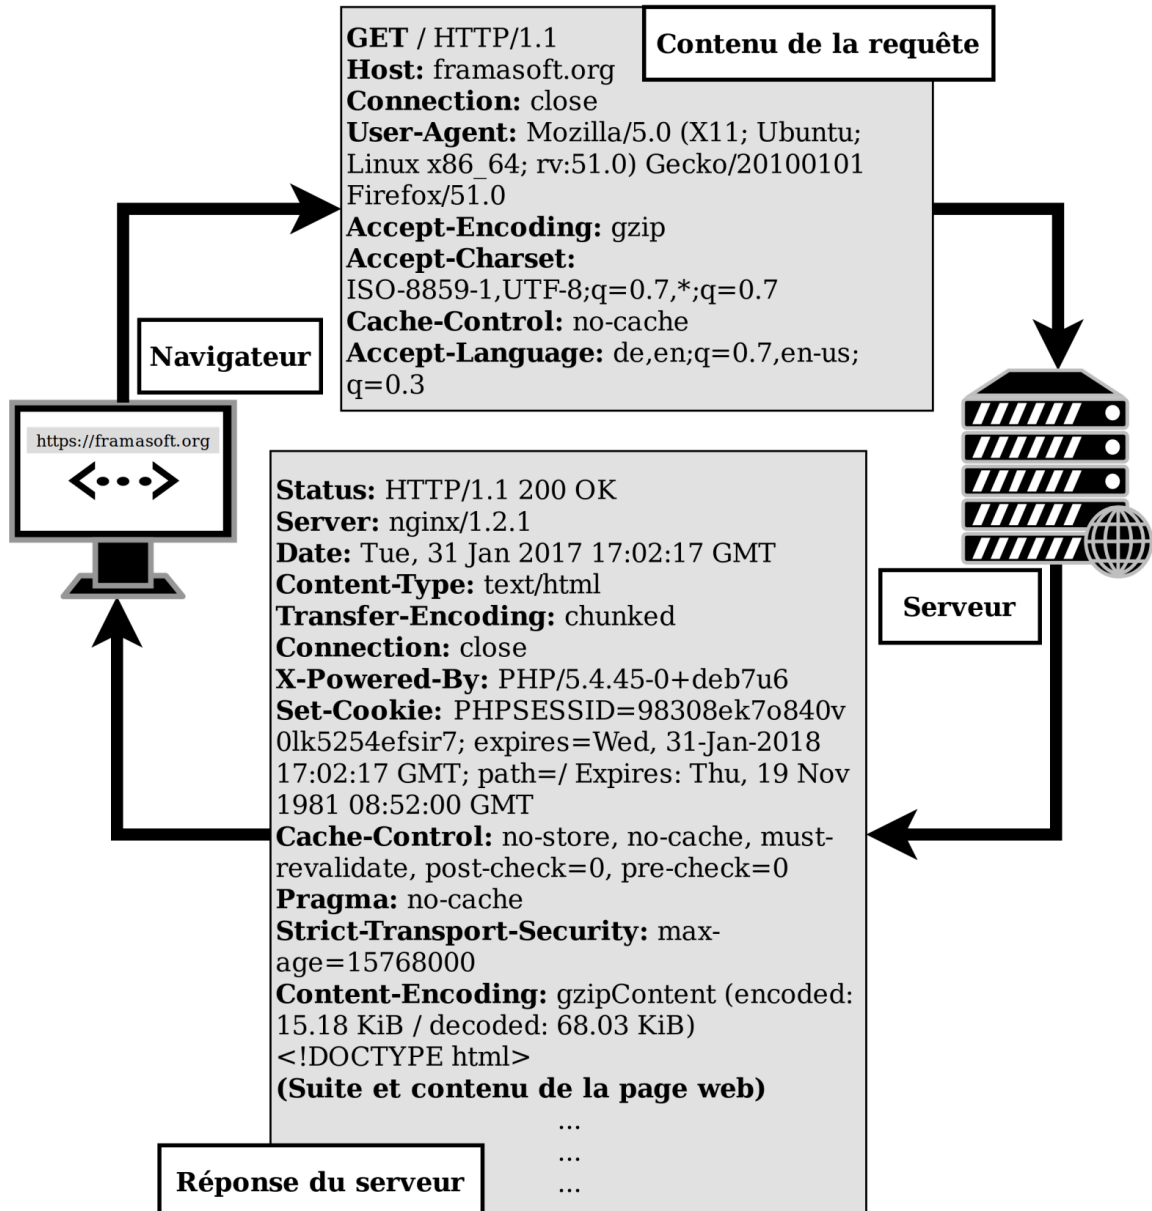 Contenu de la requête
GET / HTTP/1.1
Host: framasoft.org
Connection: close
User-Agent: Mozilla/5.0 (X11; Ubuntu;
Linux x86_64; rv:51.0) Gecko/20100101
Firefox/51.0
Accept-Encoding: gzip
Accept-Charset:
ISO-8859-1,UTF-8;q=0.7,*;q=0.7
Cache-Control: no-cache
Accept-Language: de,en;q=0.7,en-us;
q=0.3
Navigateur
https://framasoft.org
Serveur
Status: HTTP/1.1 200 OK
Server: nginx/1.2.1
Date: Tue, 31 Jan 2017 17:02:17 GMT
Content-Type: text/html
Transfer-Encoding: chunked
Connection: close
X-Powered-By: PHP/5.4.45-0+deb7u6
Set-Cookie: PHPSESSID=98308ek7o840v
0lk5254efsir7; expires=Wed, 31-Jan-2018
17:02:17 GMT; path=/ Expires: Thu, 19 Nov
1981 08:52:00 GMT
Cache-Control: no-store, no-cache, must-
revalidate, post-check=0, pre-check=0
Pragma: no-cache
Strict-Transport-Security: max-
age=15768000
Content-Encoding: gzipContent (encoded:
15.18 KiB / decoded: 68.03 KiB)
<!DOCTYPE html>
(Suite et contenu de la page web)
...
...
...
Réponse du serveur